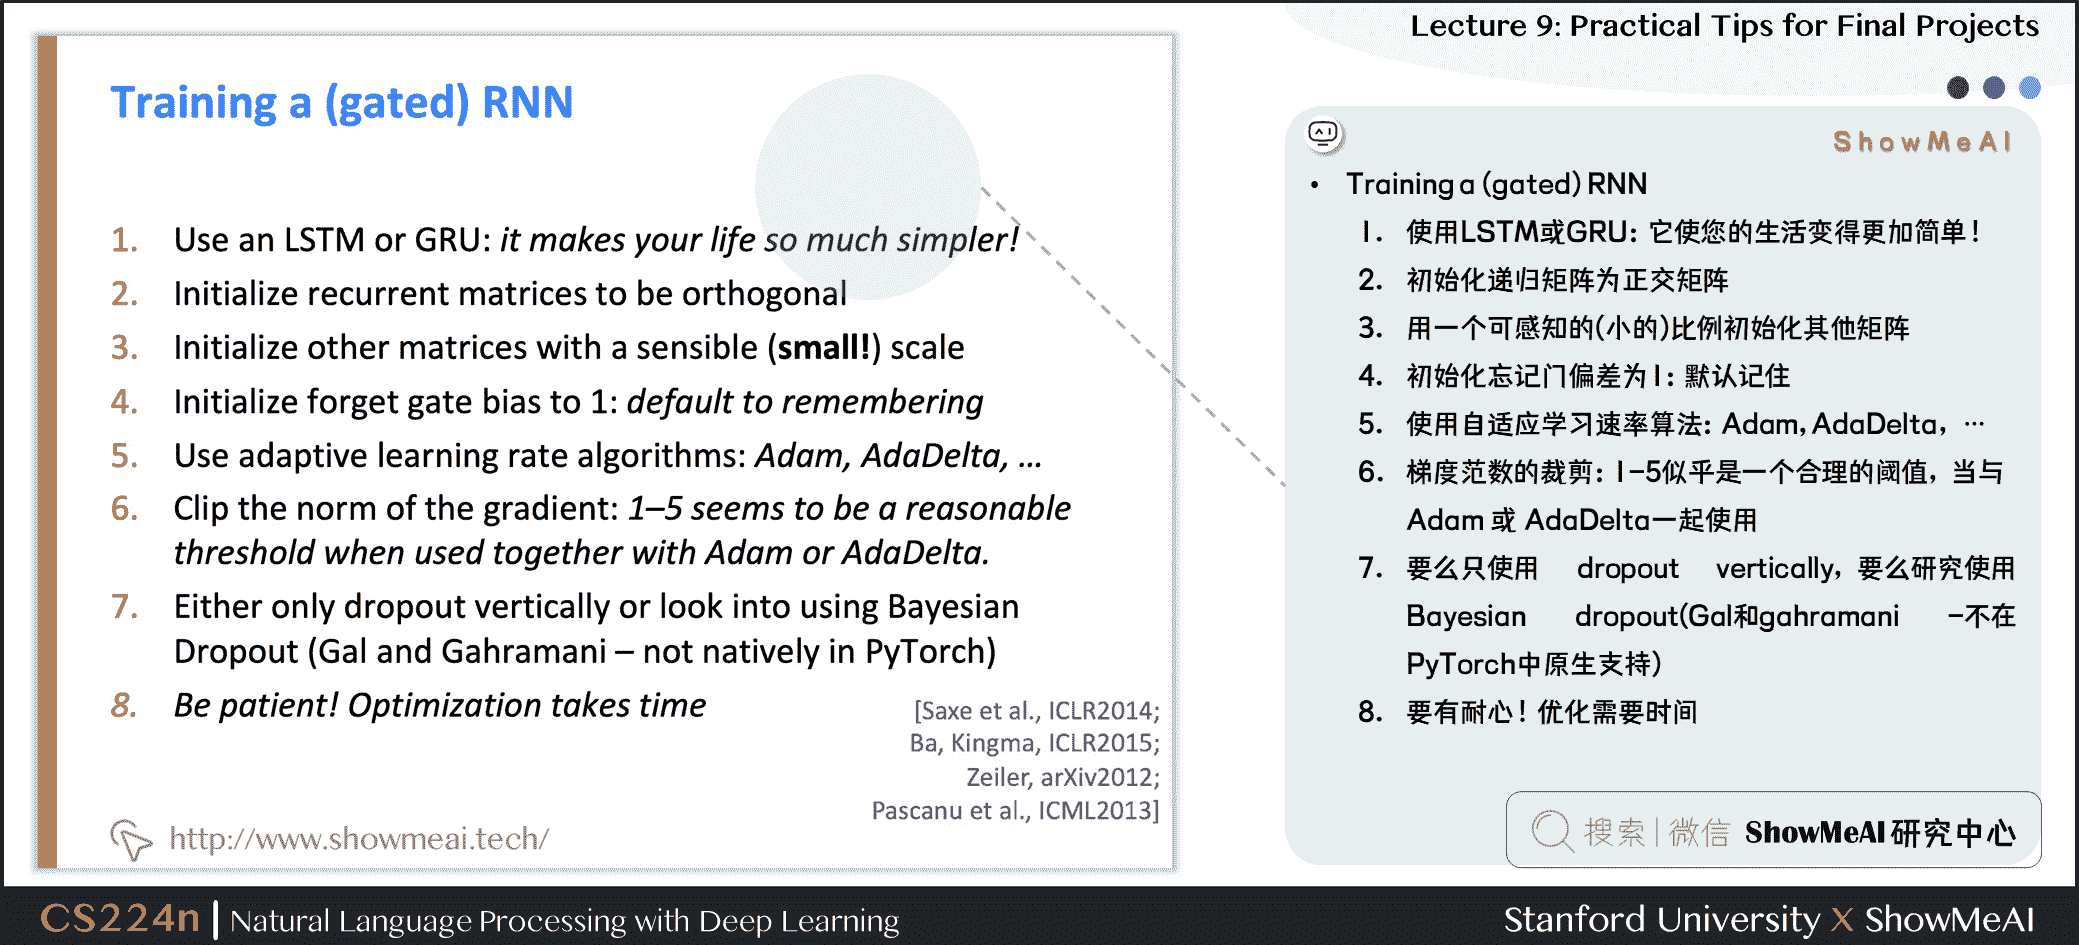 Lecture 9: Practical Tips for Final Projects
Training a (gated) RNN
1. Use an LSTM or GRU: it makes your life so much simpler!
2. Initialize recurrent matrices to be orthogonal
3. Initialize other matrices with a sensible (small!) scale
4. Initialize forget gate bias to 1: default to remembering
5. Use adaptive learning rate algorithms: Adam, AdaDelta, …
6. Clip the norm of the gradient: 1–5 seems to be a reasonable
threshold when used together with Adam or AdaDelta.
7. Either only dropout vertically or look into using Bayesian
Dropout (Gal and Gahramani – not natively in PyTorch)
8. Be patient! Optimization takes time
[Saxe et al., ICLR2014;
Ba, Kingma, ICLR2015;
Zeiler, arXiv2012;
Pascanu et al., ICML2013]
http://www.showmeai.tech/
ShowMeAI
• Training a (gated) RNN
1. 使用LSTM或GRU: 它使您的生活变得更加简单!
2. 初始化递归矩阵为正交矩阵
3. 用一个可感知的(小的)比例初始化其他矩阵
4. 初始化忘记门偏差为1: 默认记住
5. 使用自适应学习速率算法: Adam, AdaDelta, …
6. 梯度范数的裁剪: 1-5似乎是一个合理的阈值, 当与
Adam 或 AdaDelta一起使用
7. 要么只使用 dropout vertically, 要么研究使用
Bayesian dropout(Gal和gahramani -不在
PyTorch中原生支持)
8. 要有耐心! 优化需要时间
搜索|微信 ShowMeAI 研究中心
CS224n | Natural Language Processing with Deep Learning
Stanford University X ShowMeAI